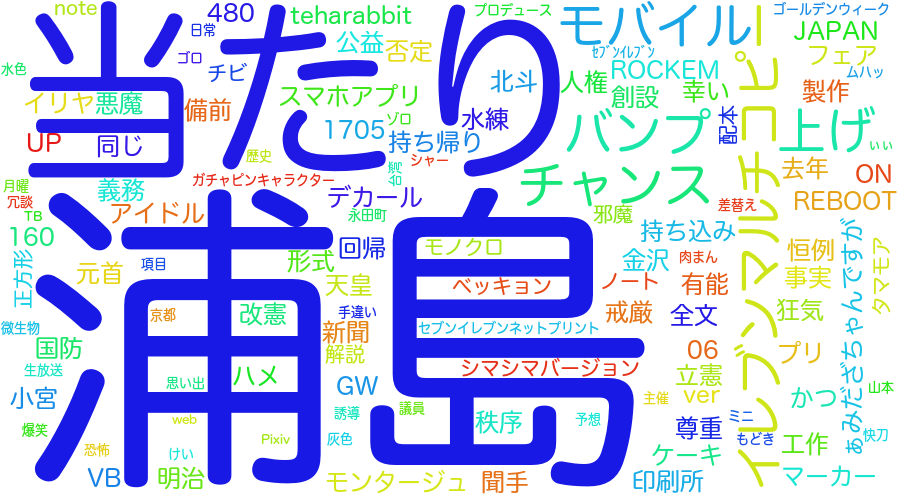 note
480
日常
teharabbit
プロデュース
ゴールデンウィーク
当たり
ゴロ
公益
否定
モバイル
JAPAN
水色
チビ
北斗
セブンイレブン
ROCKEM
人権
フェア
ムハッ
イリヤ
悪魔
備前
スマホアプリ
水練
創設
幸い
製作
UP
同じ
1705
ゾロ
持ち帰り
バンプ
配本
上げ
いい
歴史
シャー
月曜
冗談
義務
ガチャピンキャラクター
台湾
チャンス
去年
ON
TB
アイドル
デカール
永田町
邪魔
差替え
REBOOT
160
浦島
回帰
モノクロ
持ち込み
恒例
正方形
元首
項目
形式
天皇
ベッキョン
金沢
肉まん
ノート
有能
事実
タマモア
ぁみだざちゃんですが
微生物
京都
改憲
手違い
新聞
セブンイレブンネットプリント
戒厳
全文
狂気
国防
解説
シマシマバージョン
06
プリ
生放送
思い出
ハメ
GW
立憲
ver
主催
かつ
山本
小宮
web
誘導
議員
秩序
予想
尊重
ミニ
もどき
爆笑
恐怖
けい
Pixiv
灰色
ケーキ
工作
快刀
VB
明治
モンタージュ
聞手
印刷所
マーカー
イレブンマルチコピー